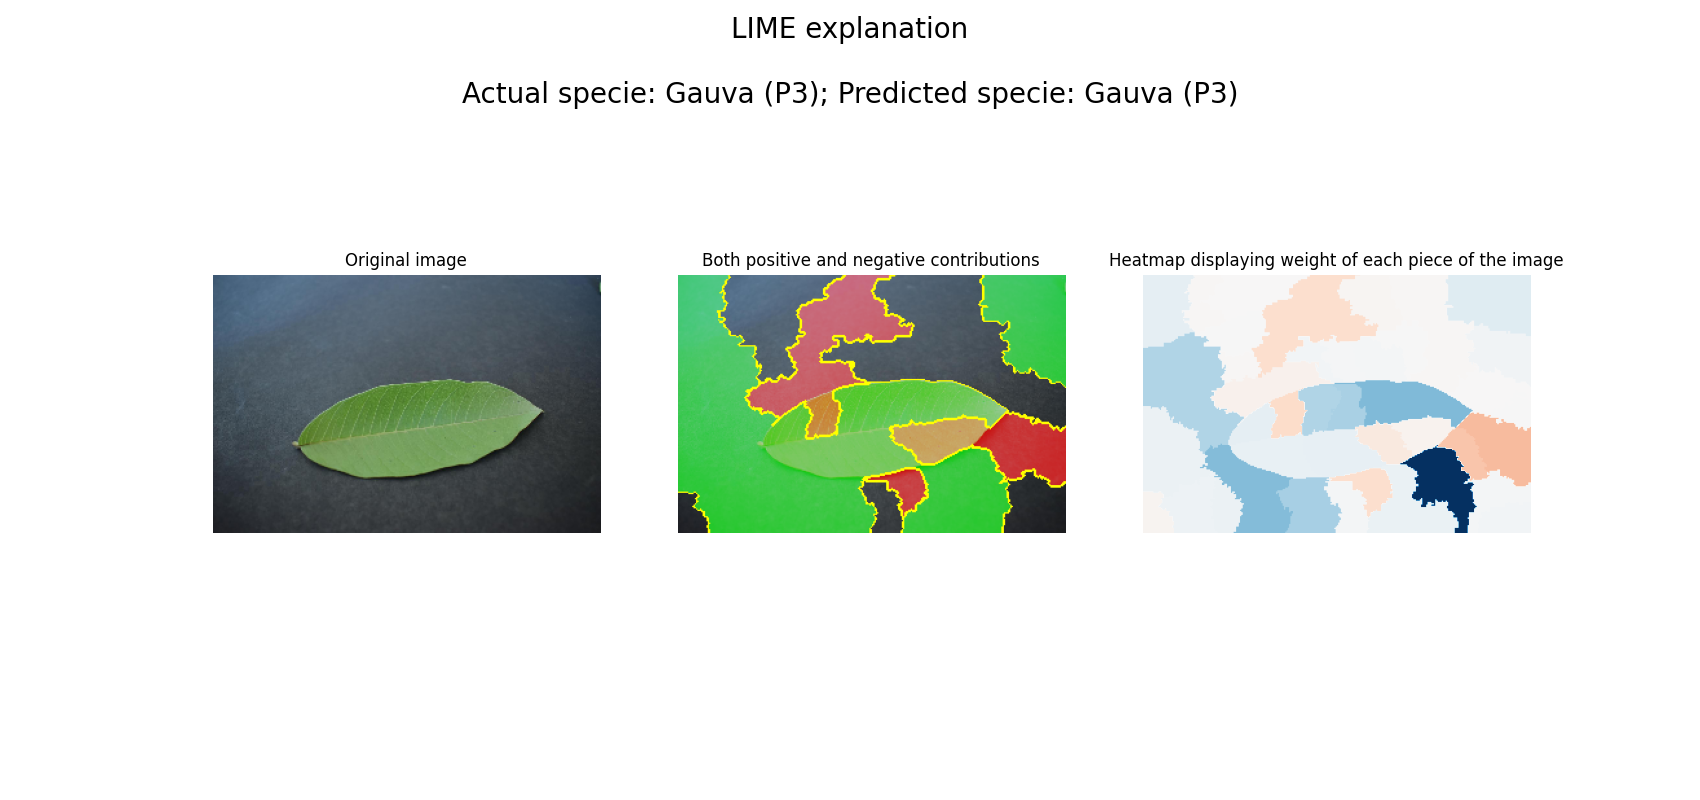 LIME explanation
Actual specie: Gauva (P3); Predicted specie: Gauva (P3)
Original image
Both positive and negative contributions
Heatmap displaying weight of each piece of the image